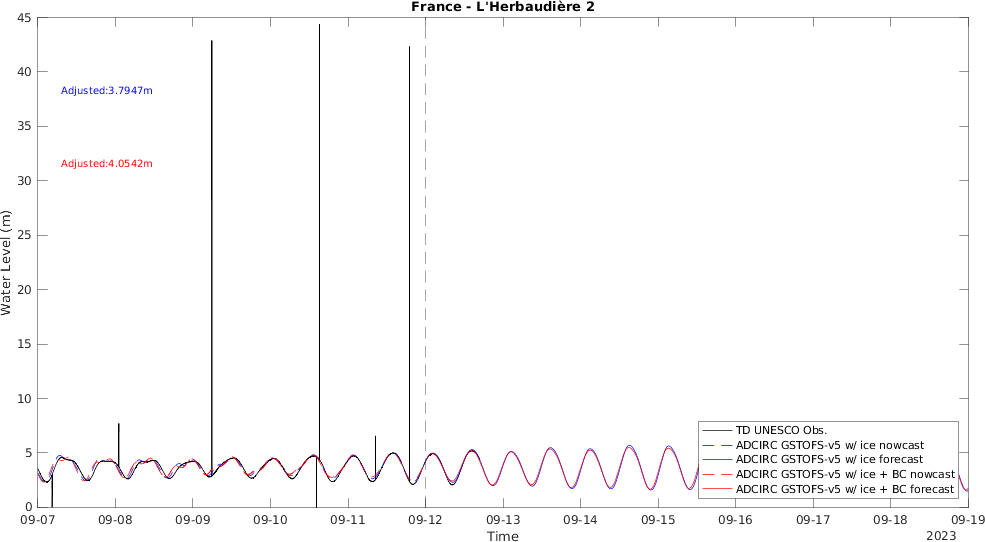 France - L'Herbaudière 2
45
40
35
30
25
20
15
10
5
0
Water Level (m)
Adjusted:3.7947m
Adjusted:4.0542m
TD UNESCO Obs.
ADCIRC GSTOFS-v5 w/ ice nowcast
ADCIRC GSTOFS-v5 w/ ice forecast
ADCIRC GSTOFS-v5 w/ ice + BC nowcast
ADCIRC GSTOFS-v5 w/ ice + BC forecast
09-07 09-08 09-09 09-10 09-11 09-12 09-13 09-14 09-15 09-16 09-17 09-18 09-19
Time
2023